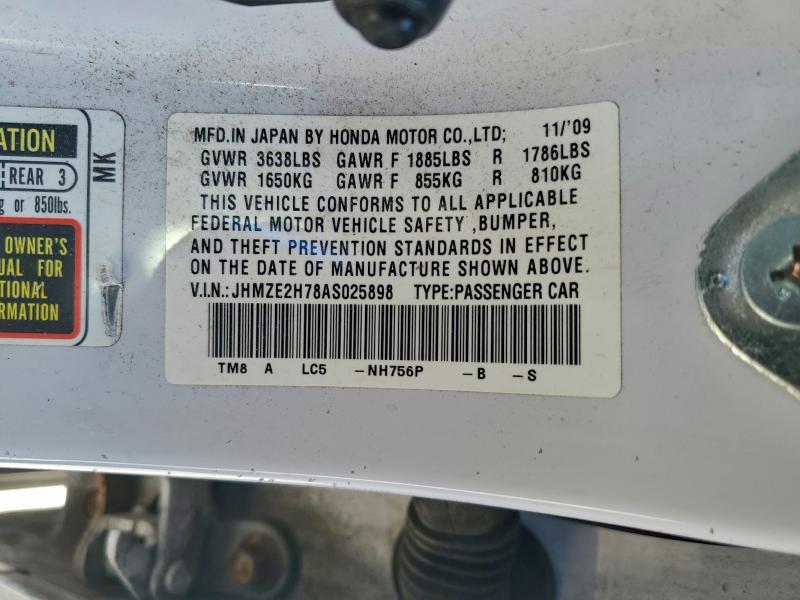 ATION
REAR 3
g or 850lbs.
OWNER'S
UAL FOR
TIONAL
RMATION
MK
MFD.IN JAPAN BY HONDA MOTOR CO.,LTD; 11/'09
GVWR 3638LBS GAWR F 1885LBS R 1786LBS
GVWR 1650KG GAWR F 855KG R 810KG
THIS VEHICLE CONFORMS TO ALL APPLICABLE
FEDERAL MOTOR VEHICLE SAFETY ,BUMPER,
AND THEFT PREVENTION STANDARDS IN EFFECT
ON THE DATE OF MANUFACTURE SHOWN ABOVE.
V.I.N.: JHMZE2H78AS025898 TYPE:PASSENGER CAR
TM8 A LC5 -NH756P -B -S